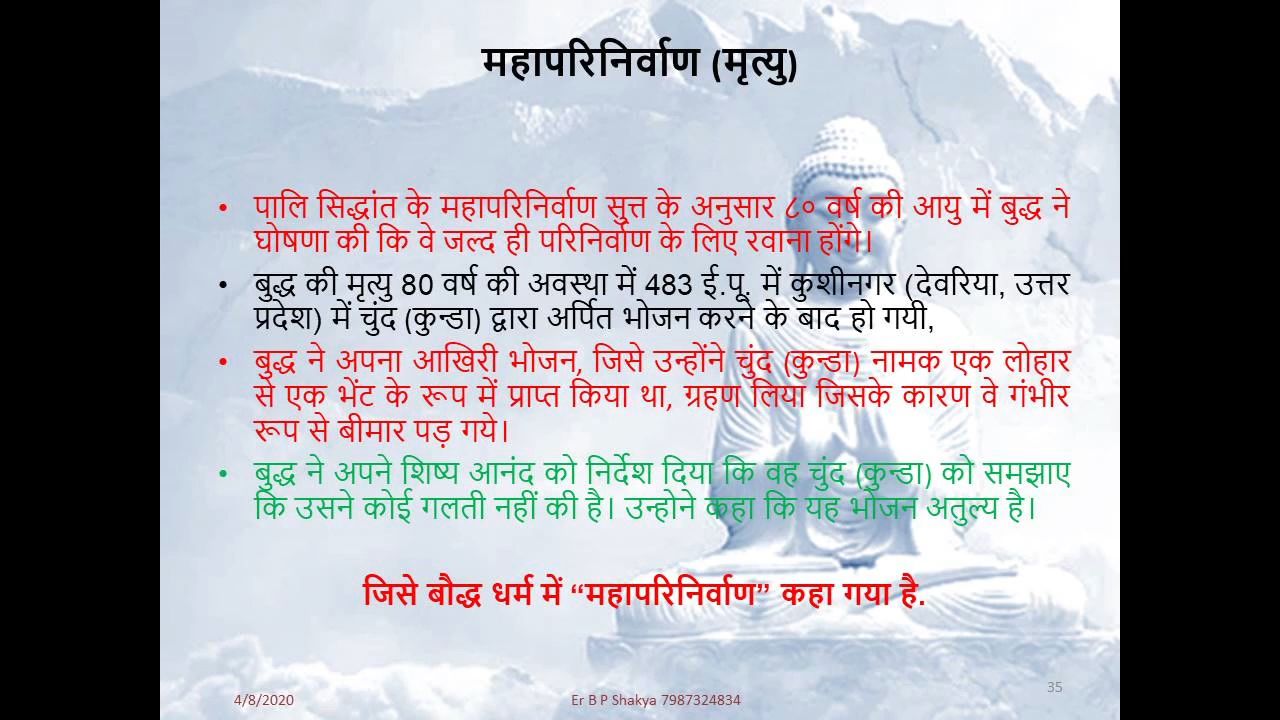 महापरिनिर्वाण (मृत्यु)
• पालि सिद्धांत के महापरिनिर्वाण सुत्त के अनुसार ८० वर्ष की आयु में बुद्ध ने
घोषणा की कि वे जल्द ही परिनिर्वाण के लिए रवाना होंगे।
• बुद्ध की मृत्यु 80 वर्ष की अवस्था में 483 ई.पू. में कुशीनगर (देवरिया, उत्तर
प्रदेश) में चुंद (कुन्डा) द्वारा अर्पित भोजन करने के बाद हो गयी,
• बुद्ध ने अपना आखिरी भोजन, जिसे उन्होंने चुंद (कुन्डा) नामक एक लोहार
से एक भेंट के रूप में प्राप्त किया था, ग्रहण लिया जिसके कारण वे गंभीर
रूप से बीमार पड़ गये।
• बुद्ध ने अपने शिष्य आनंद को निर्देश दिया कि वह चुंद (कुन्डा) को समझाए
कि उसने कोई गलती नहीं की है। उन्होने कहा कि यह भोजन अतुल्य है।
जिसे बौद्ध धर्म में “महापरिनिर्वाण” कहा गया है.
4/8/2020
Er B P Shakya 7987324834
35